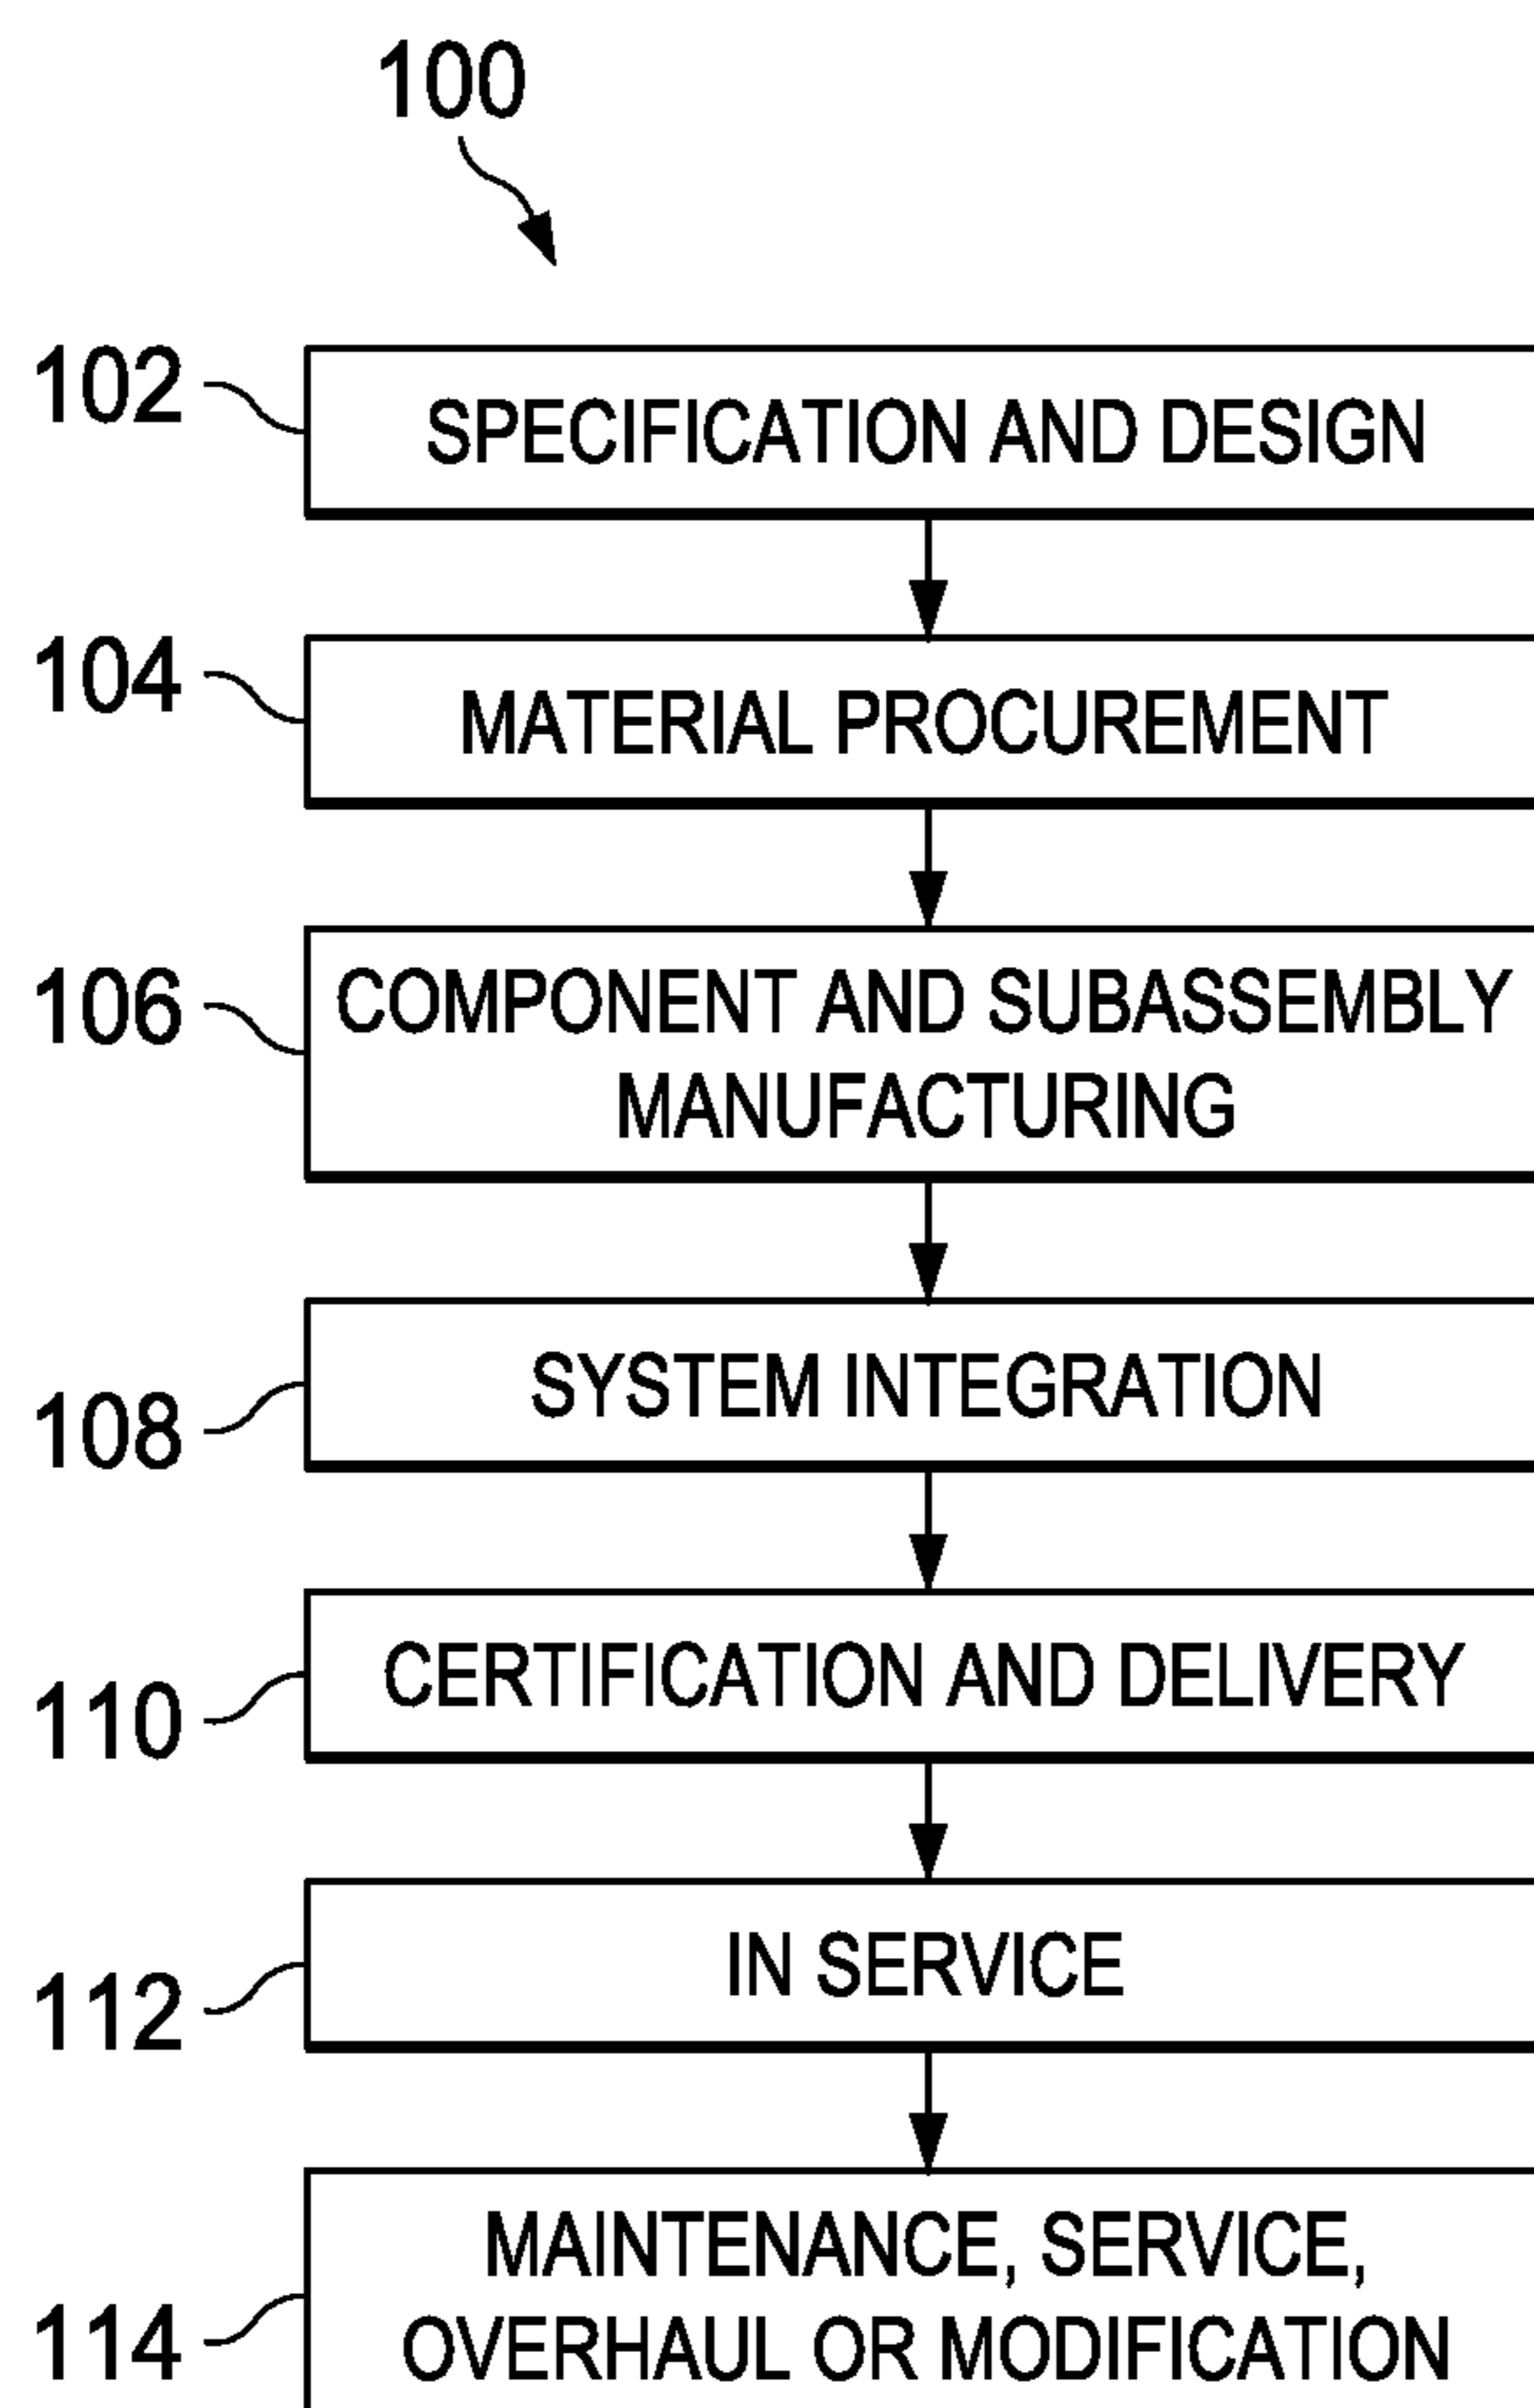 100
102
SPECIFICATION AND DESIGN
104
MATERIAL PROCUREMENT
106
COMPONENT AND SUBASSEMBLY
MANUFACTURING
SYSTEM INTEGRATION
108
CERTIFICATION AND DELIVERY
110
IN SERVICE
112
MAINTENANCE, SERVICE,
OVERHAUL OR MODIFICATION
114